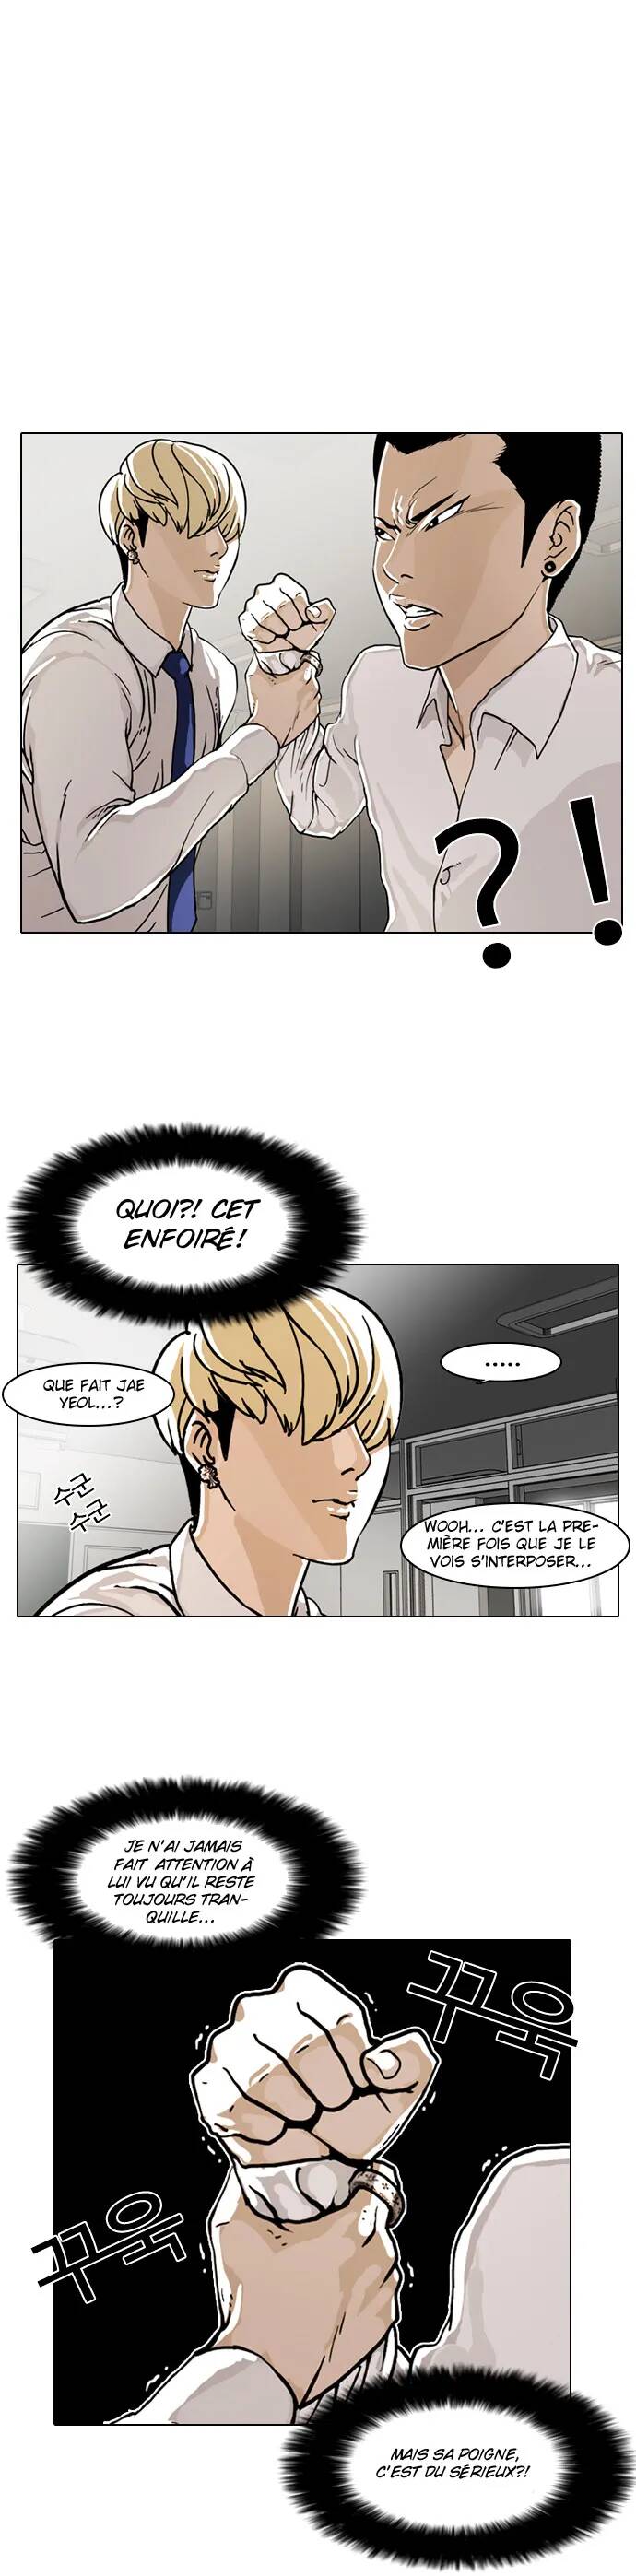 ?!
QUOI?! CET
ENFOIRÉ!
QUE FAIT JAE
YEOL...?
.....
수군
수군
WOOH... C'EST LA PRE-
MIÈRE FOIS QUE JE LE
VOIS S'INTERPOSER...
JE N'AI JAMAIS
FAIT ATTENTION À
LUI VU QU'IL RESTE
TOUJOURS TRAN-
QUILLE...
꾸욱
꾸욱
MAIS SA POIGNE,
C'EST DU SÉRIEUX?!